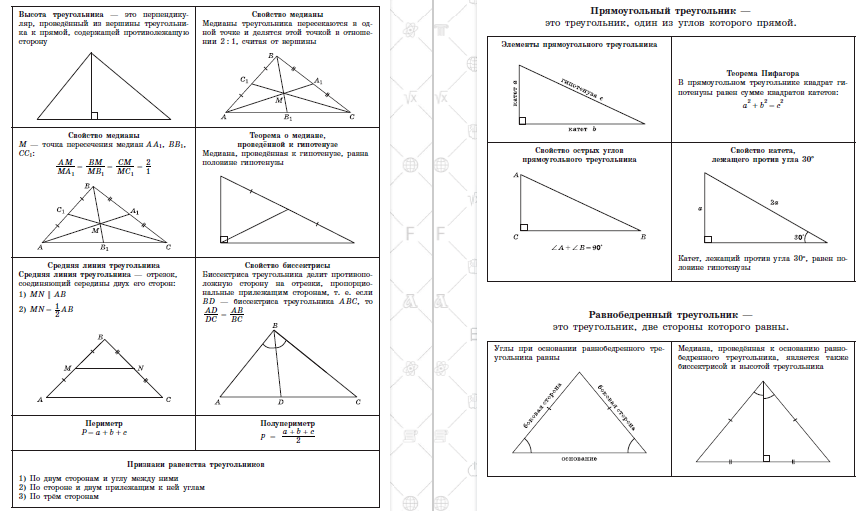 Высота треугольника — это перпендику-
ляр, проведённый из вершины треугольни-
ка к прямой, содержащей противолежащую
сторону
Свойство медианы
Медианы треугольника пересекаются в од-
ной точке и делятся этой точкой в отноше-
нии 2 : 1, считая от вершины
B
C₁
A₁
M
A
B₁
C
Свойство медианы
M — точка пересечения медиан AA₁, BB₁,
CC₁:
AM/MA₁ = BM/MB₁ = CM/MC₁ = 2/1
B
C₁
A₁
M
A
B₁
C
Теорема о медиане,
проведённой к гипотенузе
Медиана, проведённая к гипотенузе, равна
половине гипотенузы
Средняя линия треугольника
Средняя линия треугольника — отрезок,
соединяющий середины двух его сторон:
1) MN ∥ AB
2) MN = 1/2 AB
B
M
N
A
C
Свойство биссектрисы
Биссектриса треугольника делит противопо-
ложную сторону на отрезки, пропорцио-
нальные прилежащим сторонам, т. е. если
BD — биссектриса треугольника ABC, то
AD/DC = AB/BC
B
A
D
C
Периметр
P = a + b + c
Полупериметр
p = (a + b + c)/2
Признаки равенства треугольников
1) По двум сторонам и углу между ними
2) По стороне и двум прилежащим к ней углам
3) По трём сторонам
Прямоугольный треугольник —
это треугольник, один из углов которого прямой.
Элементы прямоугольного треугольника
катет a
гипотенуза c
катет b
Теорема Пифагора
В прямоугольном треугольнике квадрат ги-
потенузы равен сумме квадратов катетов:
a² + b² = c²
Свойство острых углов
прямоугольного треугольника
A
C
B
∠A + ∠B = 90°
Свойство катета,
лежащего против угла 30°
a
2a
30°
Катет, лежащий против угла 30°, равен по-
ловине гипотенузы
Равнобедренный треугольник —
это треугольник, две стороны которого равны.
Углы при основании равнобедренного тре-
угольника равны
боковая сторона
боковая сторона
основание
Медиана, проведённая к основанию равно-
бедренного треугольника, является также
биссектрисой и высотой треугольника